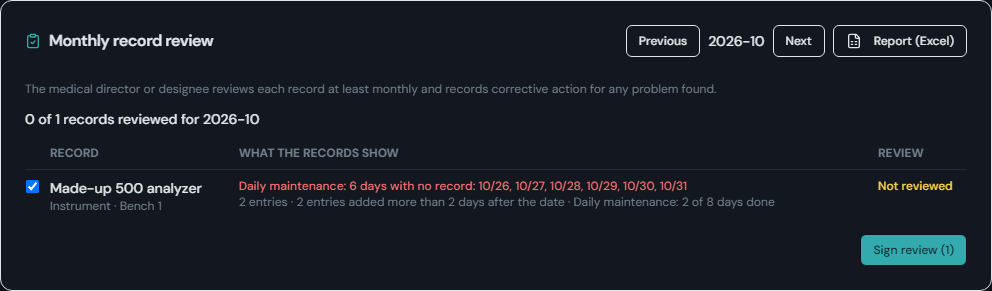 Monthly record review
Previous 2026-10 Next Report (Excel)
The medical director or designee reviews each record at least monthly and records corrective action for any problem found.
0 of 1 records reviewed for 2026-10
RECORD WHAT THE RECORDS SHOW REVIEW
Made-up 500 analyzer
Instrument · Bench 1
Daily maintenance: 6 days with no record: 10/26, 10/27, 10/28, 10/29, 10/30, 10/31
2 entries · 2 entries added more than 2 days after the date · Daily maintenance: 2 of 8 days done
Not reviewed
Sign review (1)